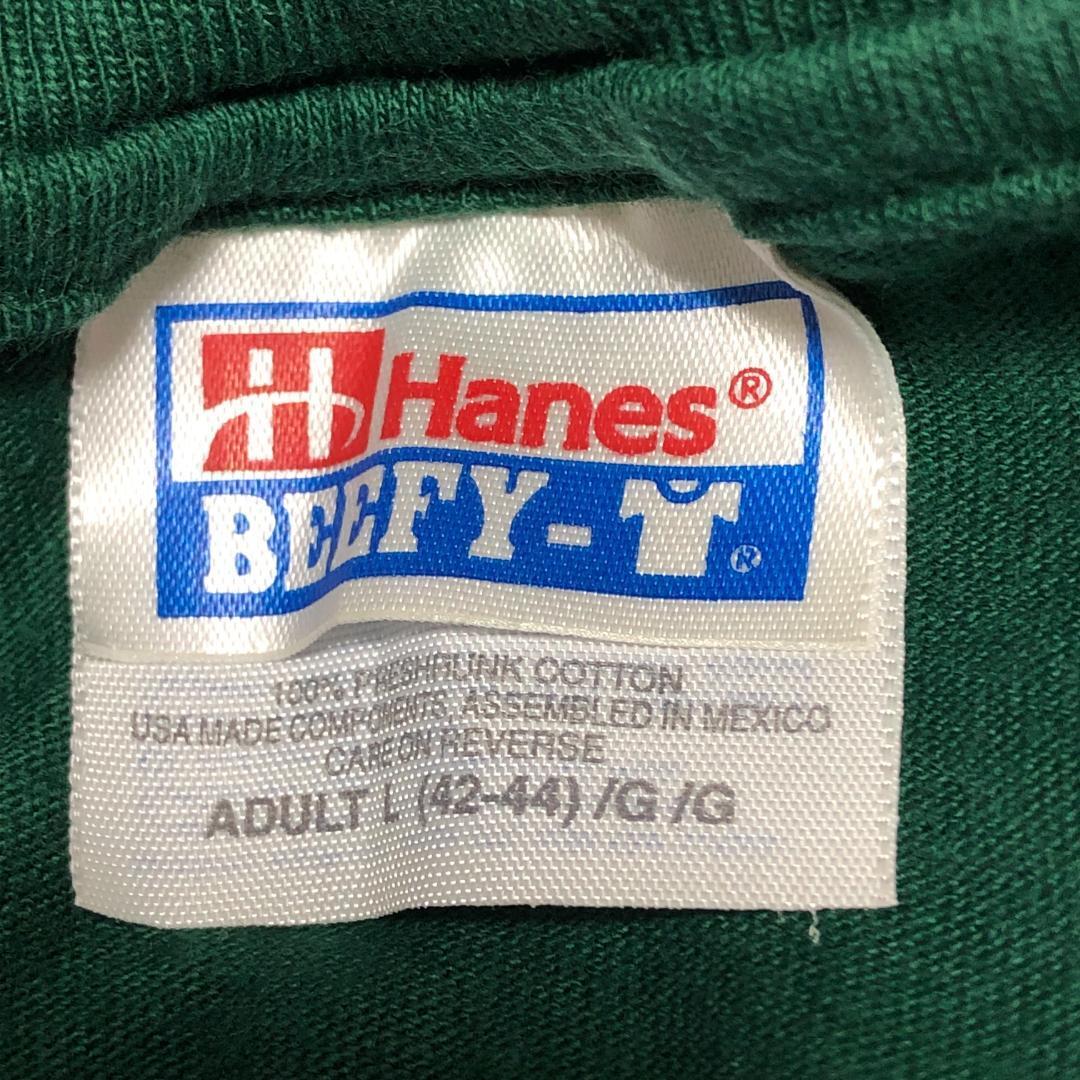 H Hanes®
BEEFY-T®
100% PRESHRUNK COTTON
USA MADE COMPONENTS. ASSEMBLED IN MEXICO
CARE ON REVERSE
ADULT L (42-44) /G /G